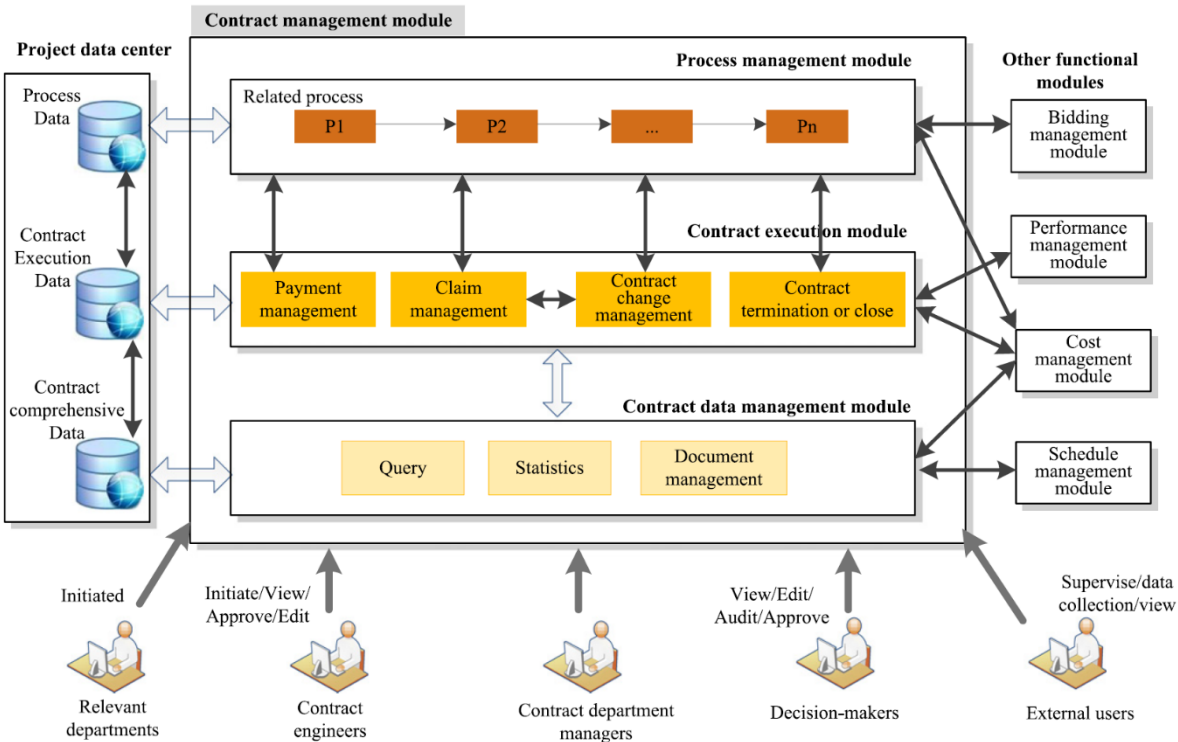 Contract management module
Project data center
Process
Data
Contract
Execution
Data
Contract
comprehensive
Data
Process management module
Related process
P1
P2
...
Pn
Contract execution module
Payment
management
Claim
management
Contract
change
management
Contract
termination or close
Contract data management module
Query
Statistics
Document
management
Other functional
modules
Bidding
management
module
Performance
management
module
Cost
management
module
Schedule
management
module
Initiated
Initiate/View/
Approve/Edit
View/Edit/
Audit/Approve
Supervise/data
collection/view
Relevant
departments
Contract
engineers
Contract department
managers
Decision-makers
External users